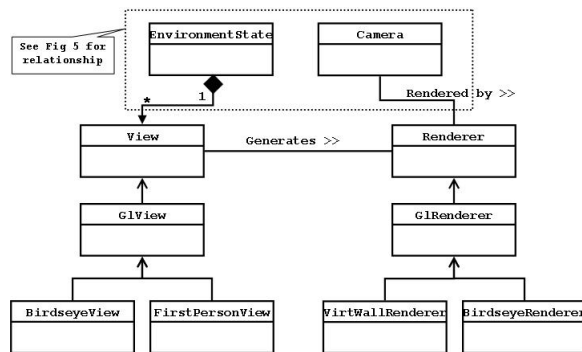 See Fig 5 for
relationship
EnvironmentState
Camera
1
*
Rendered by >>
View
Generates >>
Renderer
GlView
GlRenderer
BirdseyeView
FirstPersonView
VirtWallRenderer
BirdseyeRenderer